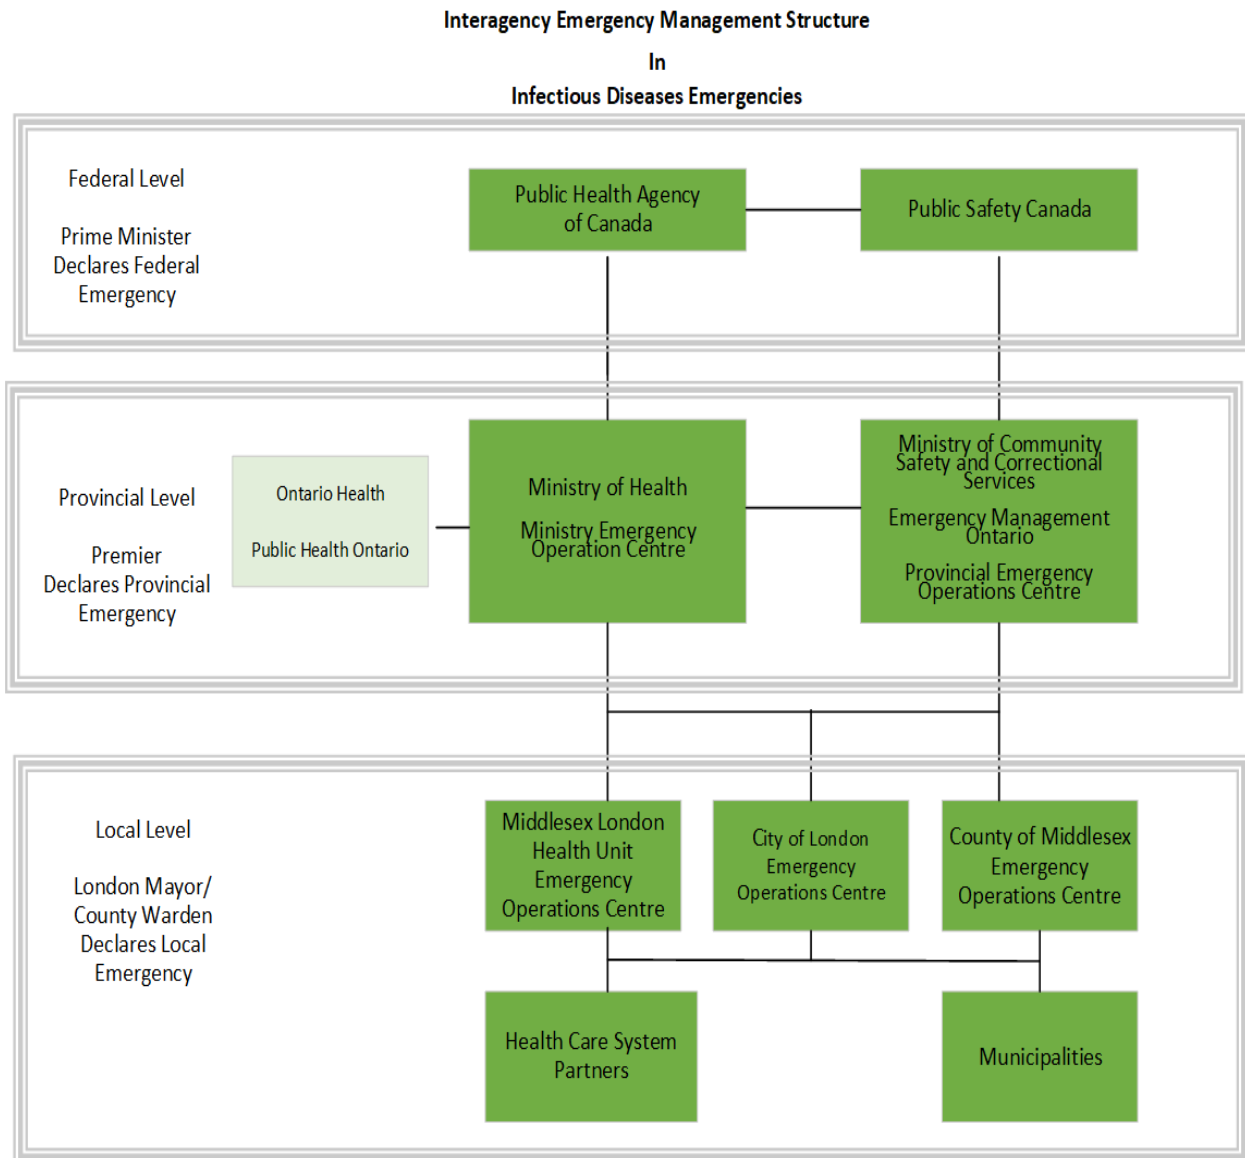 Interagency Emergency Management Structure
In
Infectious Diseases Emergencies
Federal Level
Prime Minister
Declares Federal
Emergency
Public Health Agency
of Canada
Public Safety Canada
Provincial Level
Premier
Declares Provincial
Emergency
Ontario Health
Public Health Ontario
Ministry of Health
Ministry Emergency
Operation Centre
Ministry of Community
Safety and Correctional
Services
Emergency Management
Ontario
Provincial Emergency
Operations Centre
Local Level
London Mayor/
County Warden
Declares Local
Emergency
Middlesex London
Health Unit
Emergency
Operations Centre
City of London
Emergency
Operations Centre
County of Middlesex
Emergency
Operations Centre
Health Care System
Partners
Municipalities